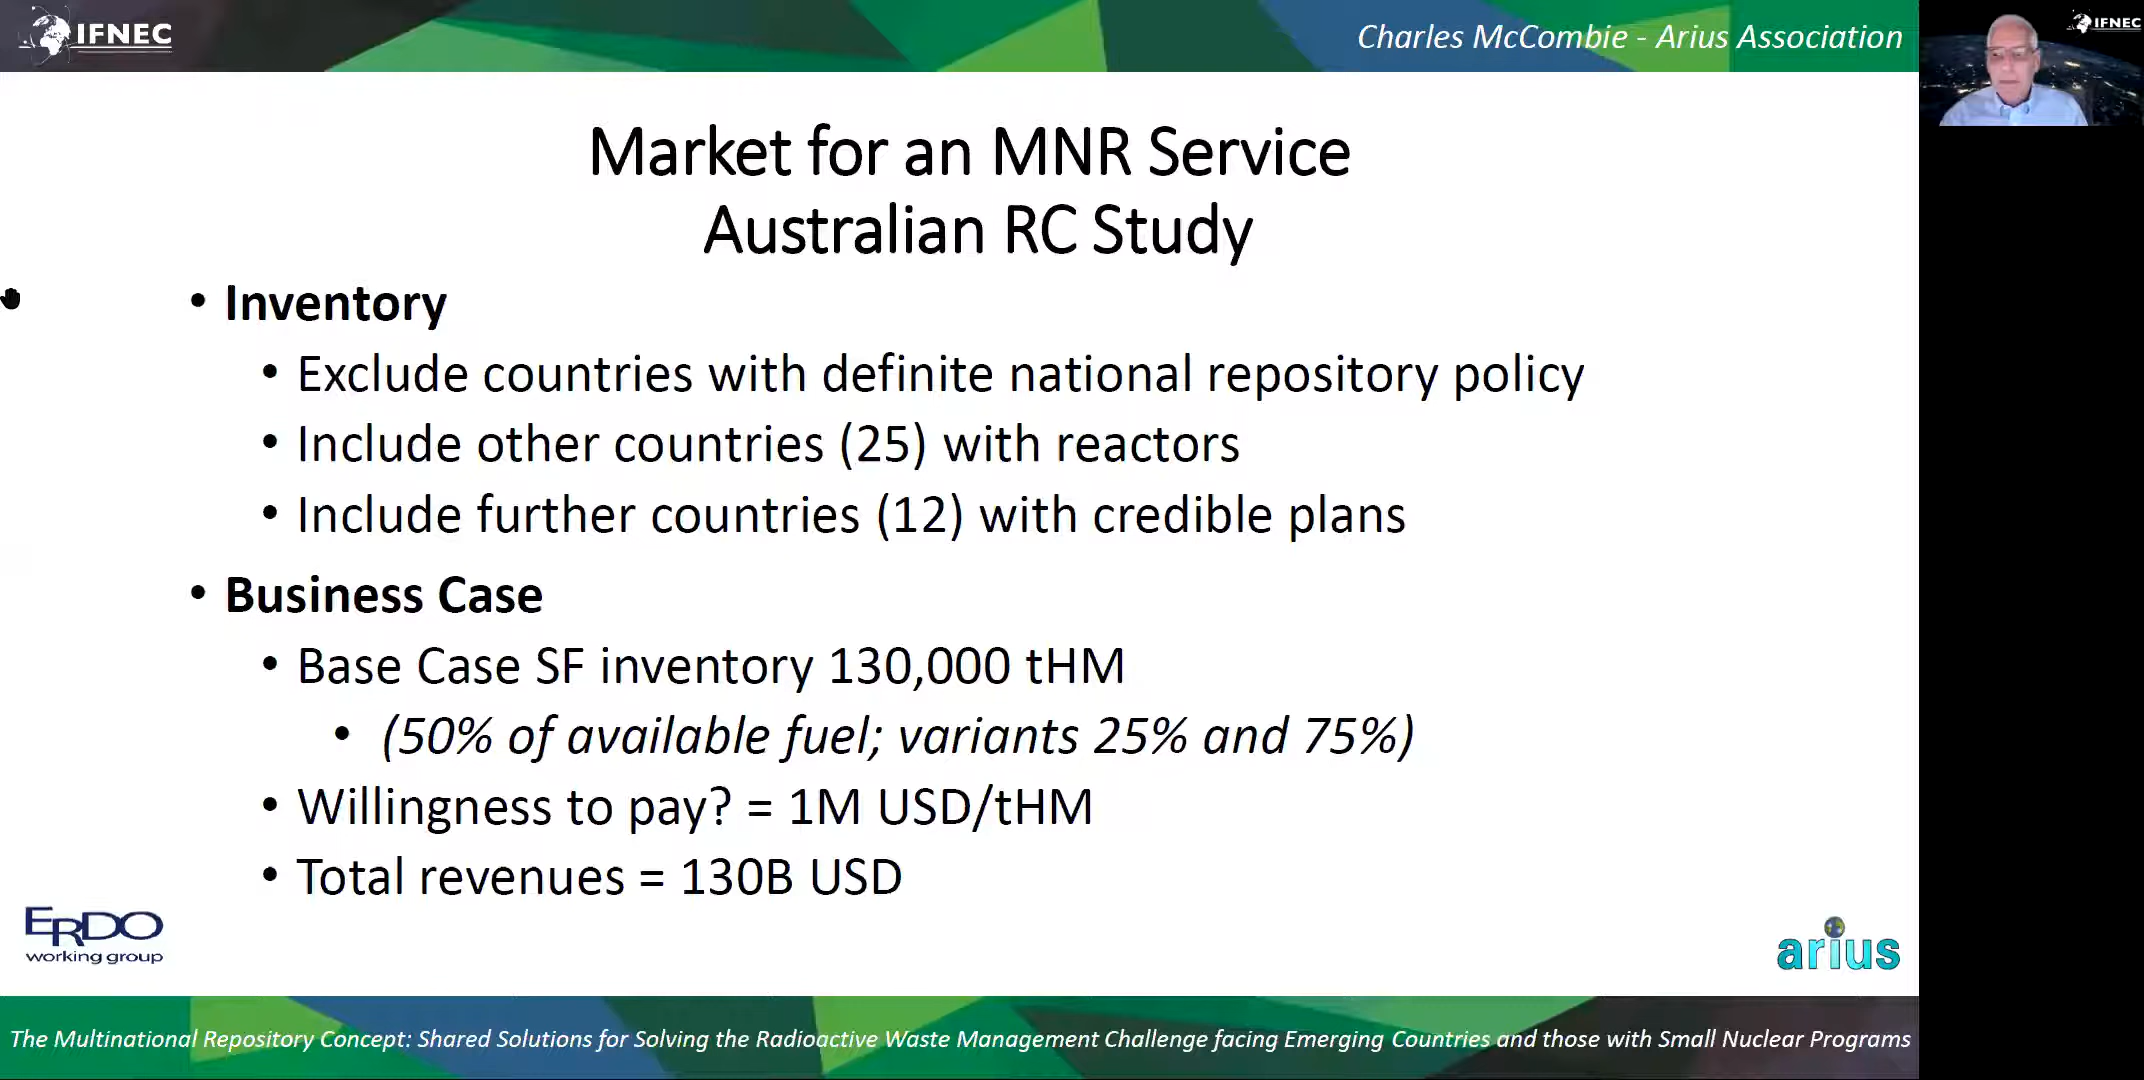 IFNEC
Charles McCombie - Arius Association
IFNEC
Market for an MNR Service
Australian RC Study
• Inventory
• Exclude countries with definite national repository policy
• Include other countries (25) with reactors
• Include further countries (12) with credible plans
• Business Case
• Base Case SF inventory 130,000 tHM
• (50% of available fuel; variants 25% and 75%)
• Willingness to pay? = 1M USD/tHM
• Total revenues = 130B USD
ERDO
working group
arius
The Multinational Repository Concept: Shared Solutions for Solving the Radioactive Waste Management Challenge facing Emerging Countries and those with Small Nuclear Programs